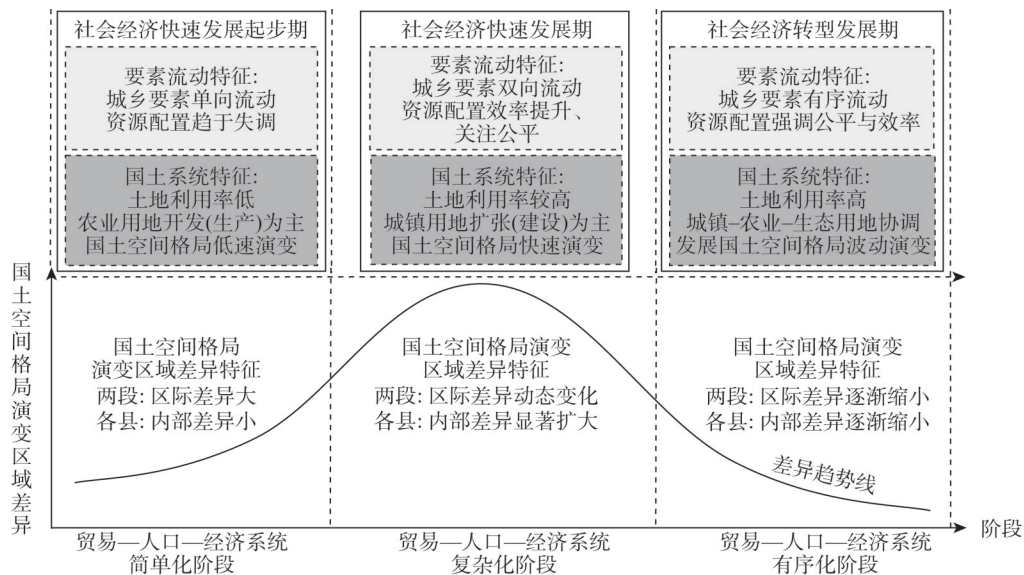 社会经济快速发展起步期
要素流动特征:
城乡要素单向流动
资源配置趋于失调
国土系统特征:
土地利用率低
农业用地开发(生产)为主
国土空间格局低速演变
社会经济快速发展期
要素流动特征:
城乡要素双向流动
资源配置效率提升、
关注公平
国土系统特征:
土地利用率较高
城镇用地扩张(建设)为主
国土空间格局快速演变
社会经济转型发展期
要素流动特征:
城乡要素有序流动
资源配置强调公平与效率
国土系统特征:
土地利用率高
城镇–农业–生态用地协调
发展国土空间格局波动演变
国土空间格局演变区域差异
国土空间格局
演变区域差异特征
两段: 区际差异大
各县: 内部差异小
国土空间格局演变
区域差异特征
两段: 区际差异动态变化
各县: 内部差异显著扩大
国土空间格局演变
区域差异特征
两段: 区际差异逐渐缩小
各县: 内部差异逐渐缩小
差异趋势线
阶段
贸易—人口—经济系统
简单化阶段
贸易—人口—经济系统
复杂化阶段
贸易—人口—经济系统
有序化阶段